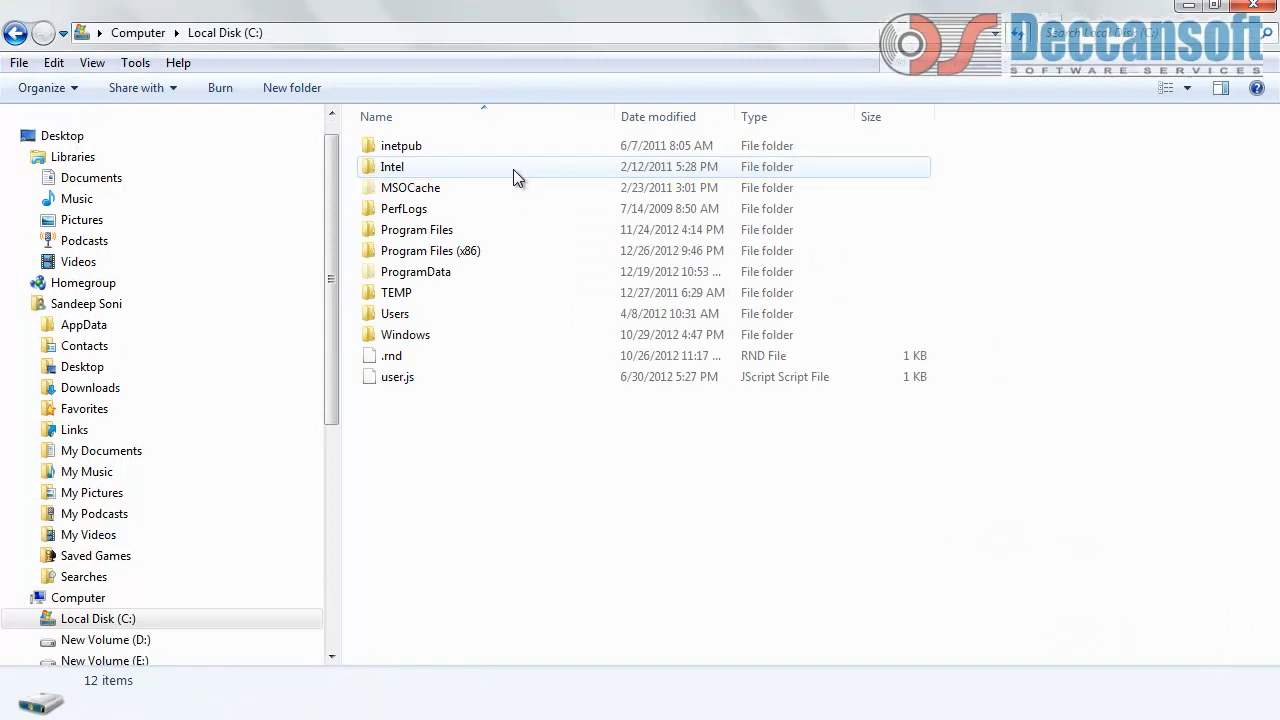 Computer Local Disk (C:)
Search Local Disk (C:)
Deccansoft
SOFTWARE SERVICES
File Edit View Tools Help
Organize Share with Burn New folder
Name Date modified Type Size
inetpub 6/7/2011 8:05 AM File folder
Intel 2/12/2011 5:28 PM File folder
MSOCache 2/23/2011 3:01 PM File folder
PerfLogs 7/14/2009 8:50 AM File folder
Program Files 11/24/2012 4:14 PM File folder
Program Files (x86) 12/26/2012 9:46 PM File folder
ProgramData 12/19/2012 10:53 ... File folder
TEMP 12/27/2011 6:29 AM File folder
Users 4/8/2012 10:31 AM File folder
Windows 10/29/2012 4:47 PM File folder
.rnd 10/26/2012 11:17 ... RND File 1 KB
user.js 6/30/2012 5:27 PM JScript Script File 1 KB
Desktop
Libraries
Documents
Music
Pictures
Podcasts
Videos
Homegroup
Sandeep Soni
AppData
Contacts
Desktop
Downloads
Favorites
Links
My Documents
My Music
My Pictures
My Podcasts
My Videos
Saved Games
Searches
Computer
Local Disk (C:)
New Volume (D:)
New Volume (E:)
12 items